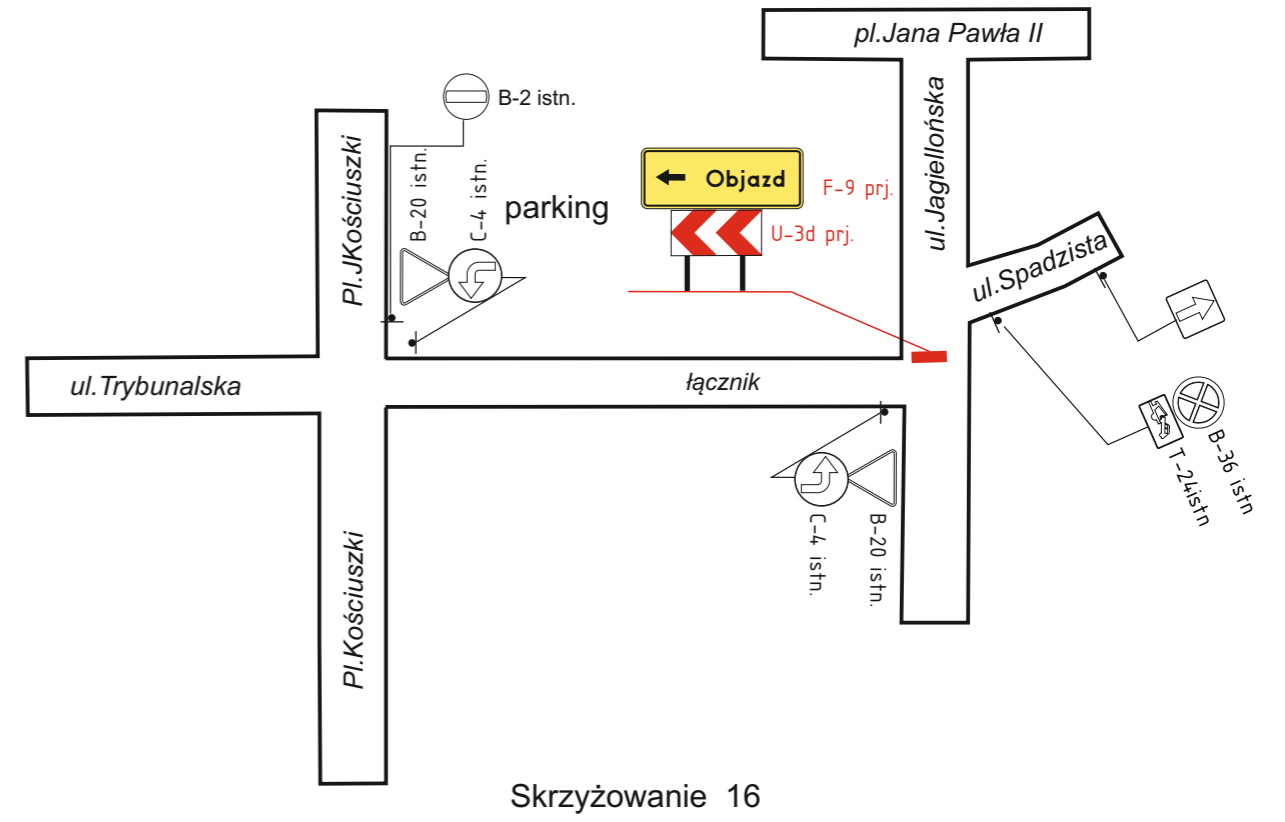 pl.Jana Pawła II
B-2 istn.
Pl.JKościuszki
B-20 istn.
C-4 istn.
parking
Objazd
F-9 prj.
U-3d prj.
ul.Jagiellońska
ul.Spadzista
ul.Trybunalska
łącznik
B-36 istn
T-24istn
C-4 istn.
B-20 istn.
Pl.Kościuszki
Skrzyżowanie 16